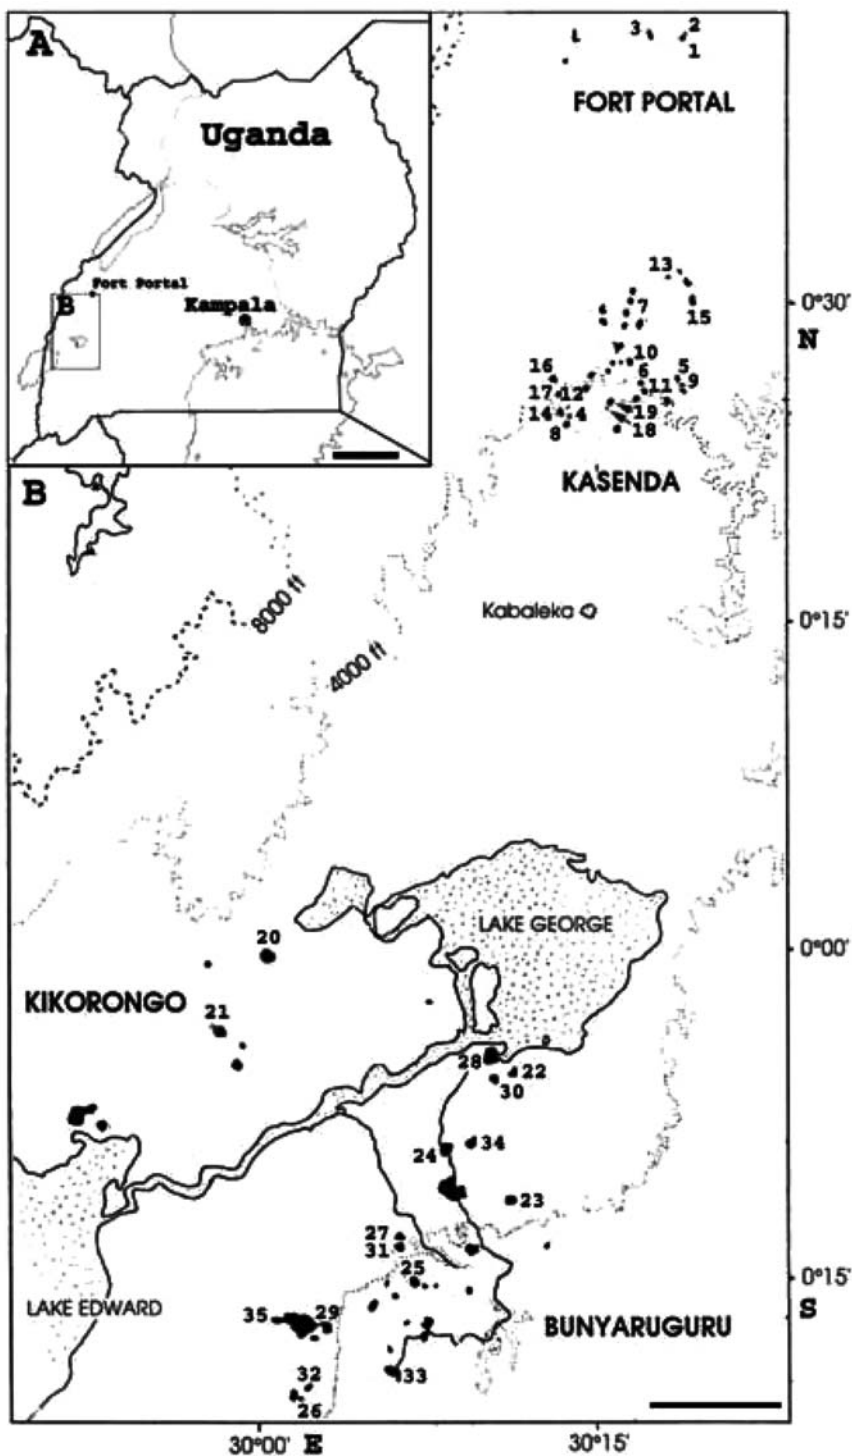 A
Uganda
Fort Portal
B
Kampala
3
2
1
FORT PORTAL
13
0°30'
7
15
N
10
16
6
5
9
17
12
11
14
4
19
8
18
B
KASENDA
8000 ft
Kabaleka
0°15'
4000 ft
LAKE GEORGE
20
0°00'
KIKORONGO
21
28
22
30
34
24
23
27
31
25
0°15'
LAKE EDWARD
35
29
BUNYARUGURU
S
32
33
26
30°00'
E
30°15'